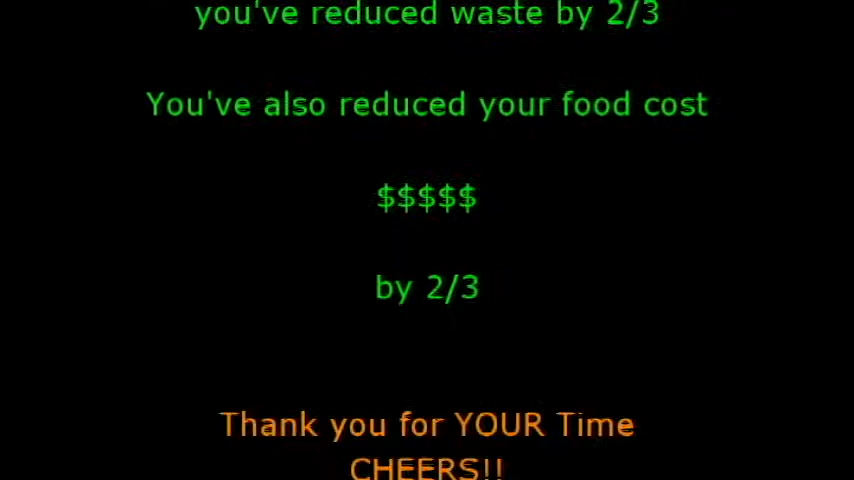 you've reduced waste by 2/3
You've also reduced your food cost
$$$$$
by 2/3
Thank you for YOUR Time
CHEERS!!